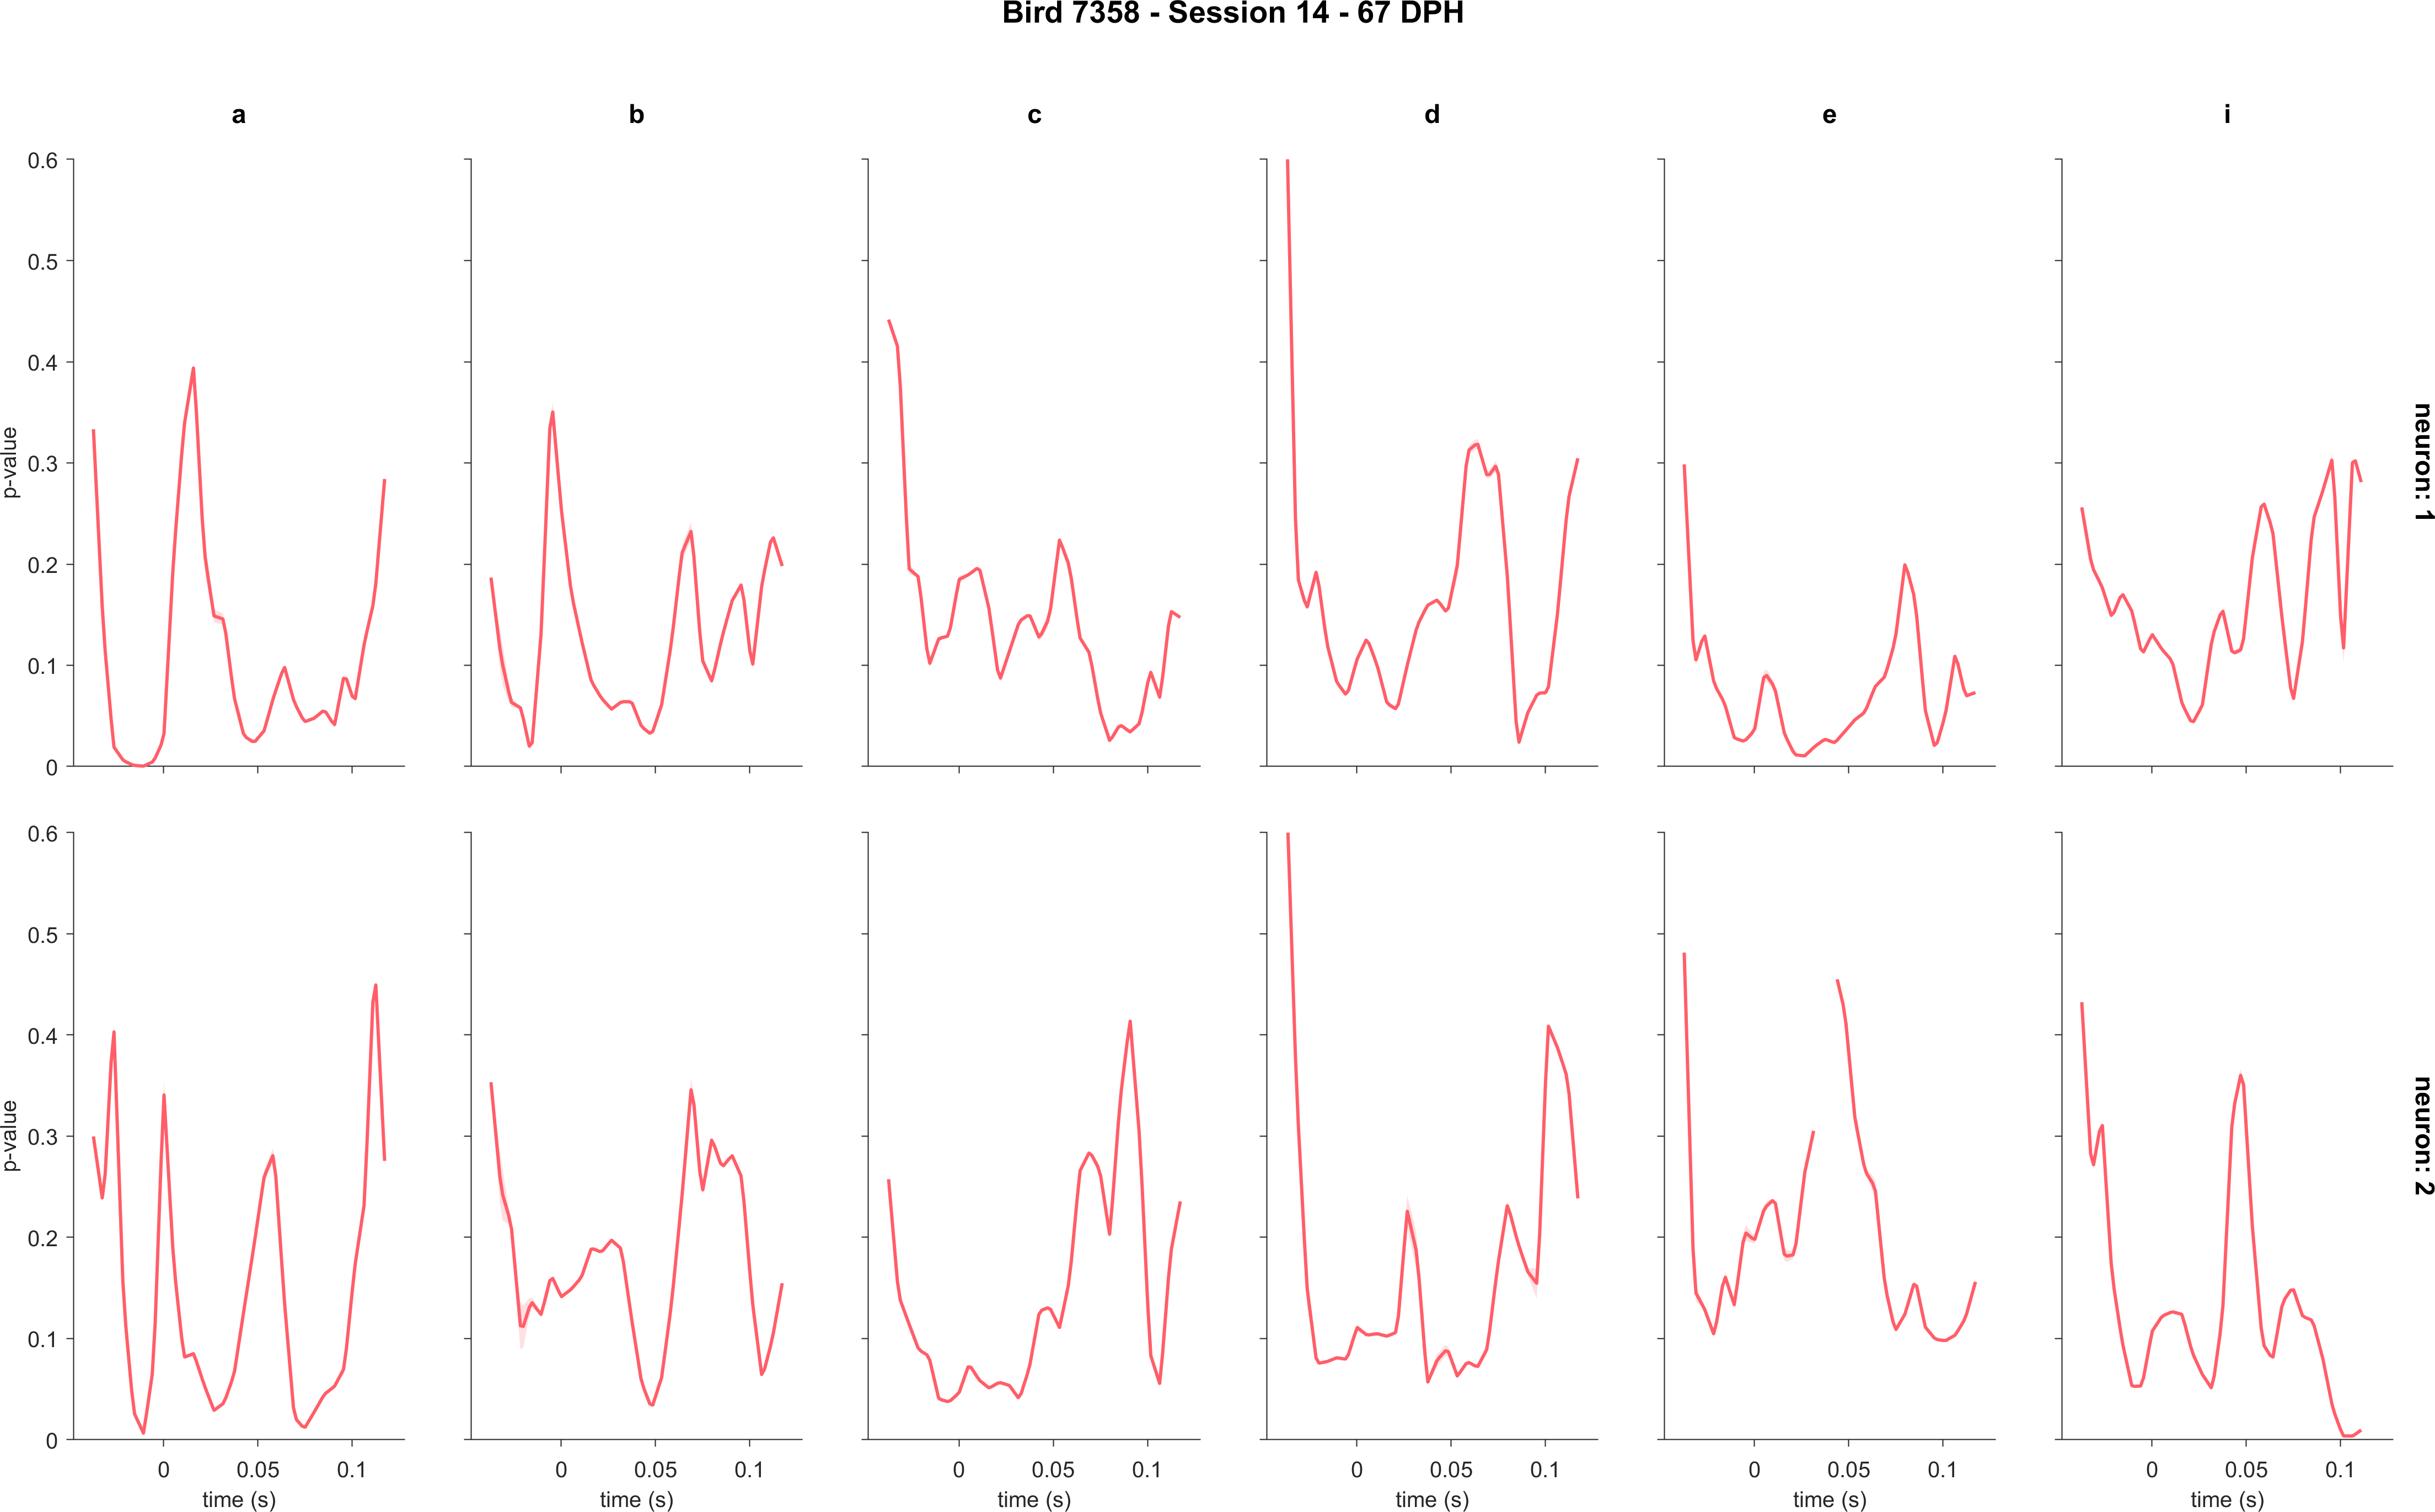 Bird 7358 - Session 14 - 67 DPH
a b c d e i
0.6
0.5
0.4
0.3
0.2
0.1
0
p-value
neuron: 1
0.6
0.5
0.4
0.3
0.2
0.1
0
p-value
neuron: 2
0 0.05 0.1 0 0.05 0.1 0 0.05 0.1 0 0.05 0.1 0 0.05 0.1 0 0.05 0.1
time (s) time (s) time (s) time (s) time (s) time (s)